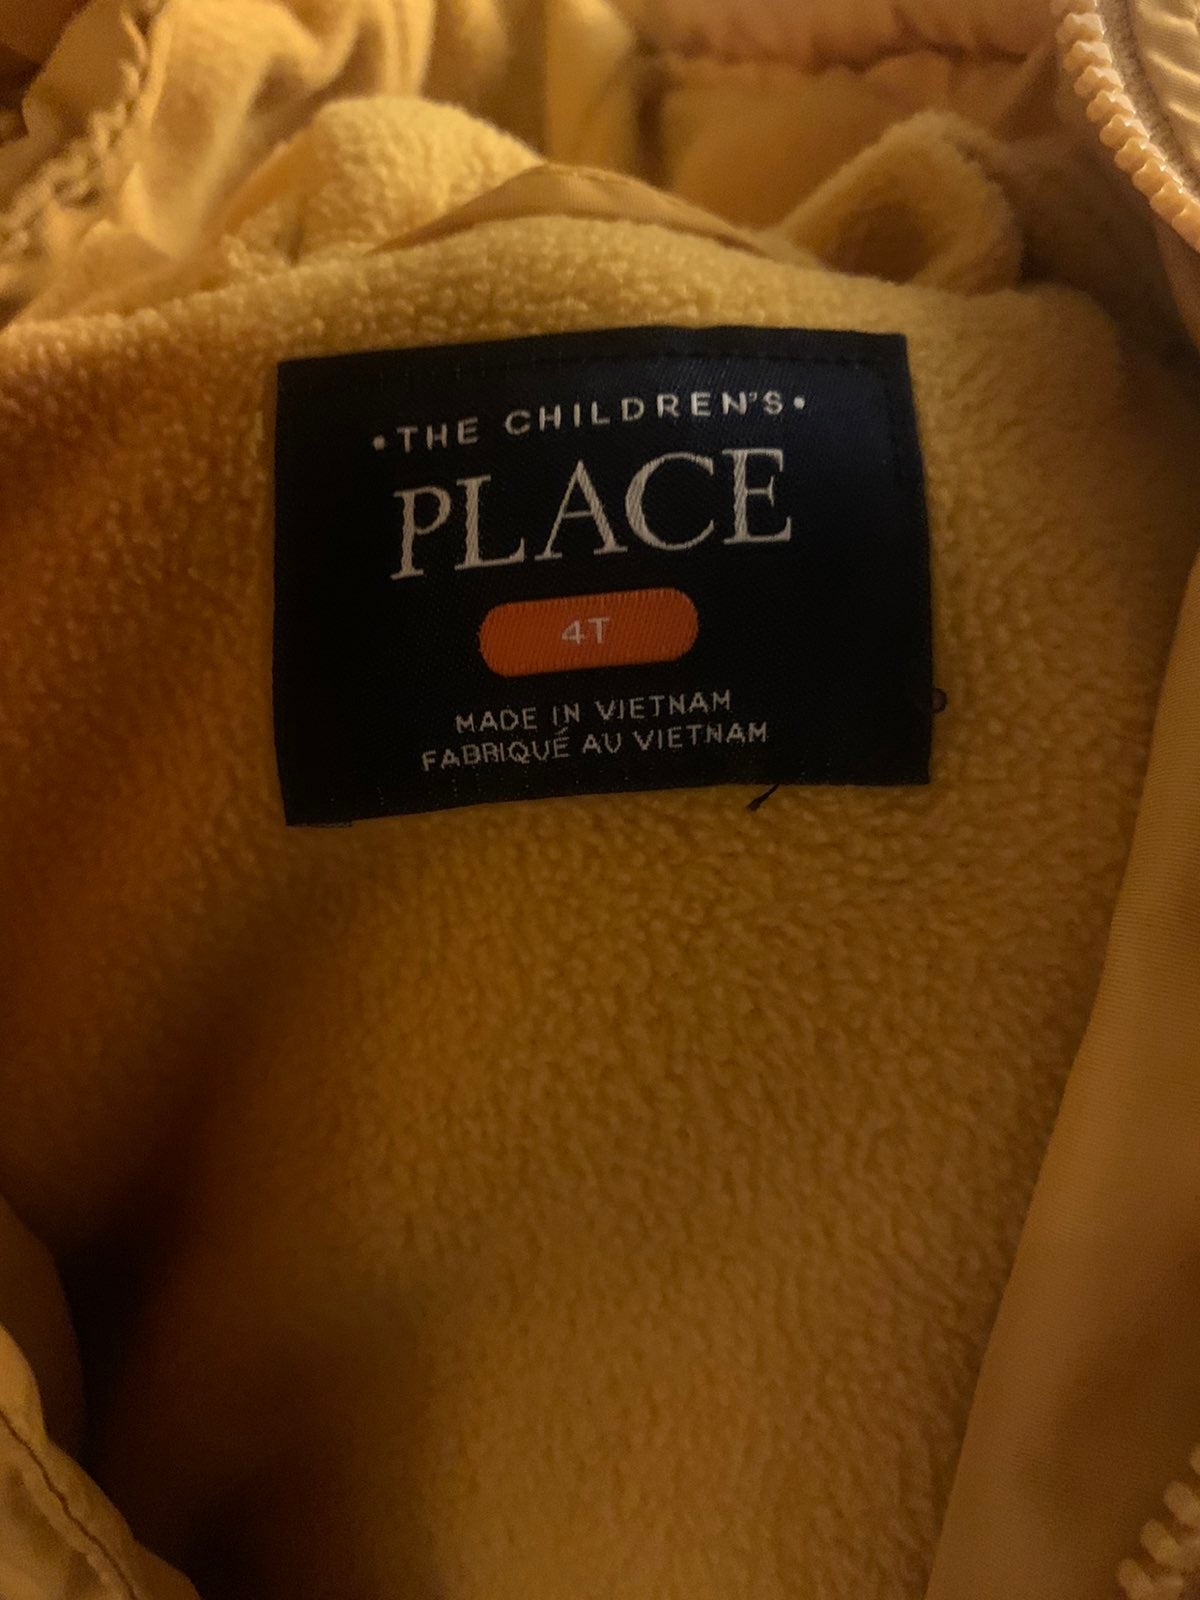 •THE CHILDREN'S•
PLACE
4T
MADE IN VIETNAM
FABRIQUÉ AU VIETNAM